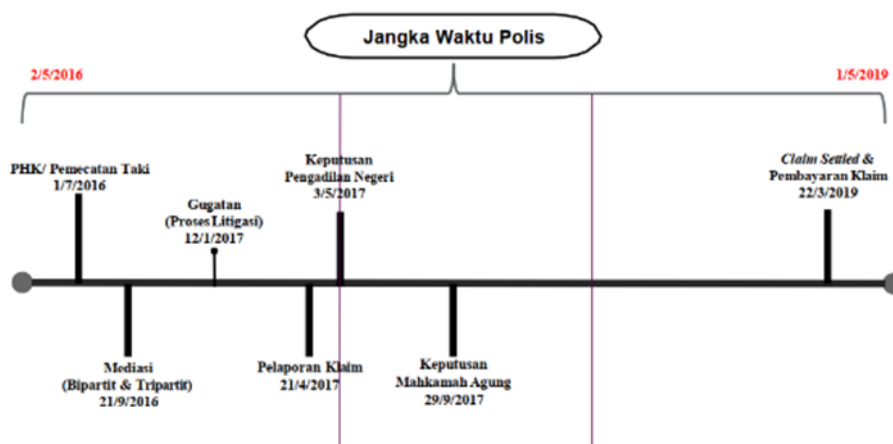 Jangka Waktu Polis
2/5/2016
1/5/2019
PHK/ Pemecatan Taki
1/7/2016
Gugatan
(Proses Litigasi)
12/1/2017
Keputusan
Pengadilan Negeri
3/5/2017
Claim Settled &
Pembayaran Klaim
22/3/2019
Mediasi
(Bipartit & Tripartit)
21/9/2016
Pelaporan Klaim
21/4/2017
Keputusan
Mahkamah Agung
29/9/2017